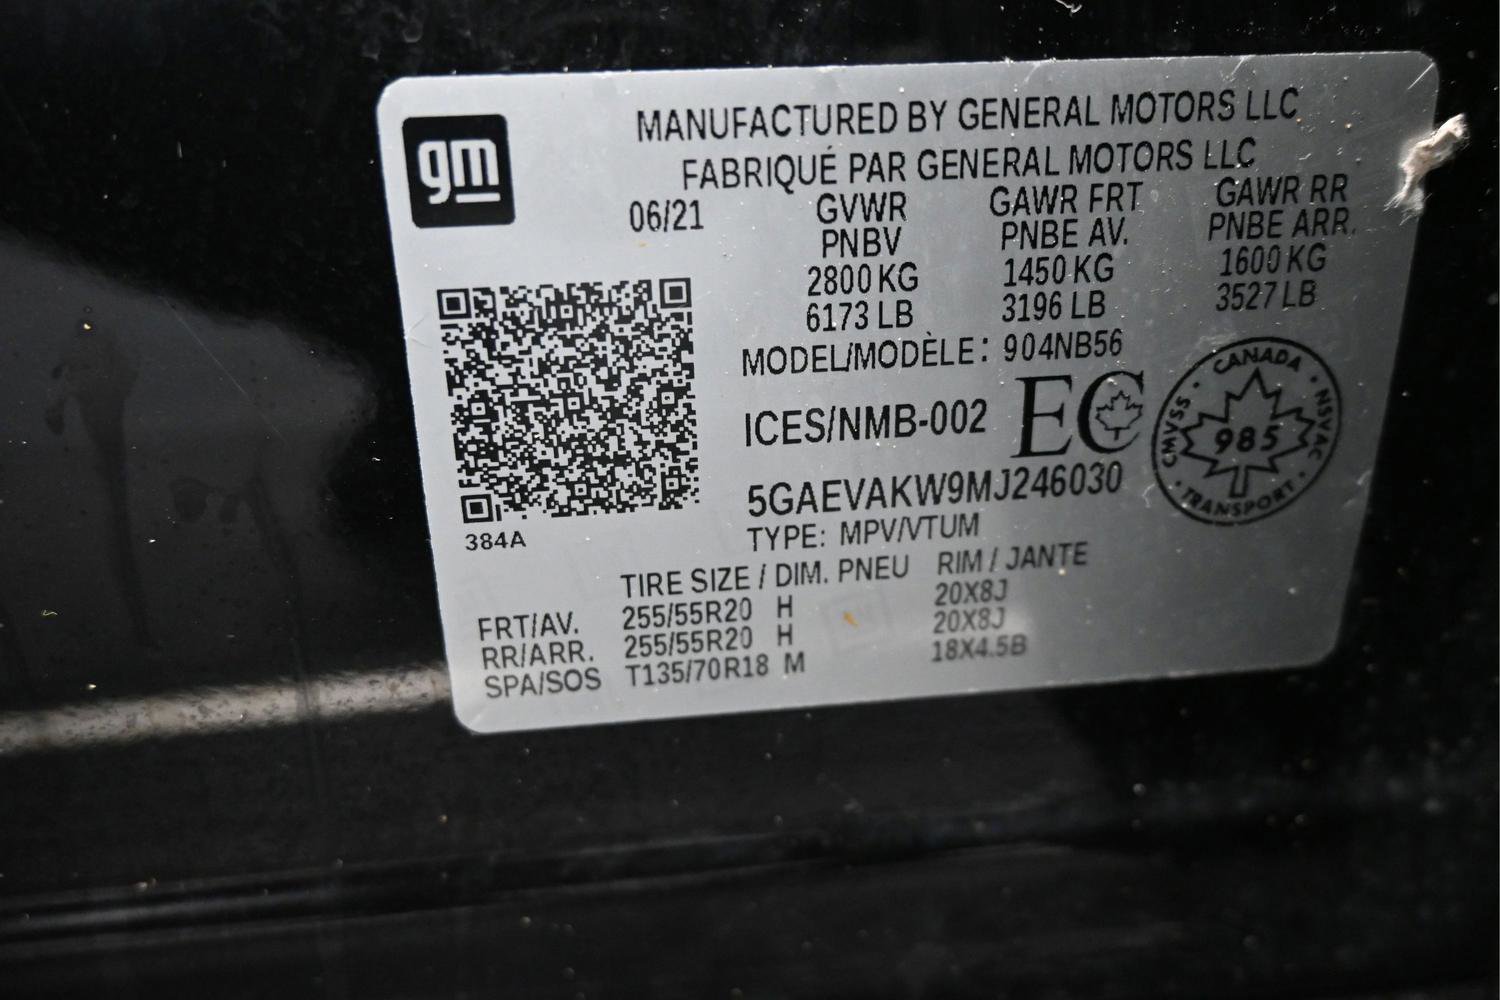 gm
MANUFACTURED BY GENERAL MOTORS LLC
FABRIQUÉ PAR GENERAL MOTORS LLC
06/21 GVWR GAWR FRT GAWR RR
PNBV PNBE AV. PNBE ARR.
2800 KG 1450 KG 1600 KG
6173 LB 3196 LB 3527 LB
MODEL/MODÈLE: 904NB56
ICES/NMB-002 EC
CANADA · NSVAC · TRANSPORT · CMVSS ·
985
5GAEVAKW9MJ246030
384A
TYPE: MPV/VTUM
TIRE SIZE / DIM. PNEU RIM / JANTE
FRT/AV. 255/55R20 H 20X8J
RR/ARR. 255/55R20 H 20X8J
SPA/SOS T135/70R18 M 18X4.5B